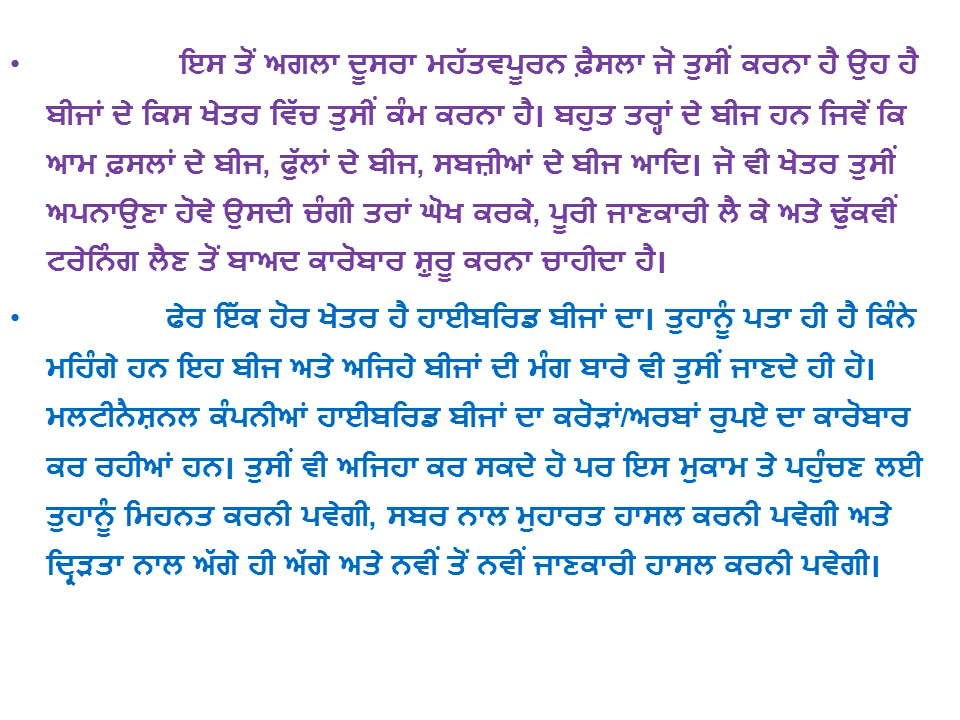 • ਇਸ ਤੋਂ ਅਗਲਾ ਦੂਸਰਾ ਮਹੱਤਵਪੂਰਨ ਫ਼ੈਸਲਾ ਜੋ ਤੁਸੀਂ ਕਰਨਾ ਹੈ ਉਹ ਹੈ
ਬੀਜਾਂ ਦੇ ਕਿਸ ਖੇਤਰ ਵਿੱਚ ਤੁਸੀਂ ਕੰਮ ਕਰਨਾ ਹੈ। ਬਹੁਤ ਤਰ੍ਹਾਂ ਦੇ ਬੀਜ ਹਨ ਜਿਵੇਂ ਕਿ
ਆਮ ਫ਼ਸਲਾਂ ਦੇ ਬੀਜ, ਫੁੱਲਾਂ ਦੇ ਬੀਜ, ਸਬਜ਼ੀਆਂ ਦੇ ਬੀਜ ਆਦਿ। ਜੋ ਵੀ ਖੇਤਰ ਤੁਸੀਂ
ਅਪਨਾਉਣਾ ਹੋਵੇ ਉਸਦੀ ਚੰਗੀ ਤਰਾਂ ਘੋਖ ਕਰਕੇ, ਪੂਰੀ ਜਾਣਕਾਰੀ ਲੈ ਕੇ ਅਤੇ ਢੁੱਕਵੀਂ
ਟਰੇਨਿੰਗ ਲੈਣ ਤੋਂ ਬਾਅਦ ਕਾਰੋਬਾਰ ਸ਼ੁਰੂ ਕਰਨਾ ਚਾਹੀਦਾ ਹੈ।
• ਫੇਰ ਇੱਕ ਹੋਰ ਖੇਤਰ ਹੈ ਹਾਈਬਰਿਡ ਬੀਜਾਂ ਦਾ। ਤੁਹਾਨੂੰ ਪਤਾ ਹੀ ਹੈ ਕਿੰਨੇ
ਮਹਿੰਗੇ ਹਨ ਇਹ ਬੀਜ ਅਤੇ ਅਜਿਹੇ ਬੀਜਾਂ ਦੀ ਮੰਗ ਬਾਰੇ ਵੀ ਤੁਸੀਂ ਜਾਣਦੇ ਹੀ ਹੋ।
ਮਲਟੀਨੈਸ਼ਨਲ ਕੰਪਨੀਆਂ ਹਾਈਬਰਿਡ ਬੀਜਾਂ ਦਾ ਕਰੋੜਾਂ/ਅਰਬਾਂ ਰੁਪਏ ਦਾ ਕਾਰੋਬਾਰ
ਕਰ ਰਹੀਆਂ ਹਨ। ਤੁਸੀਂ ਵੀ ਅਜਿਹਾ ਕਰ ਸਕਦੇ ਹੋ ਪਰ ਇਸ ਮੁਕਾਮ ਤੇ ਪਹੁੰਚਣ ਲਈ
ਤੁਹਾਨੂੰ ਮਿਹਨਤ ਕਰਨੀ ਪਵੇਗੀ, ਸਬਰ ਨਾਲ ਮੁਹਾਰਤ ਹਾਸਲ ਕਰਨੀ ਪਵੇਗੀ ਅਤੇ
ਦ੍ਰਿੜਤਾ ਨਾਲ ਅੱਗੇ ਹੀ ਅੱਗੇ ਅਤੇ ਨਵੀਂ ਤੋਂ ਨਵੀਂ ਜਾਣਕਾਰੀ ਹਾਸਲ ਕਰਨੀ ਪਵੇਗੀ।